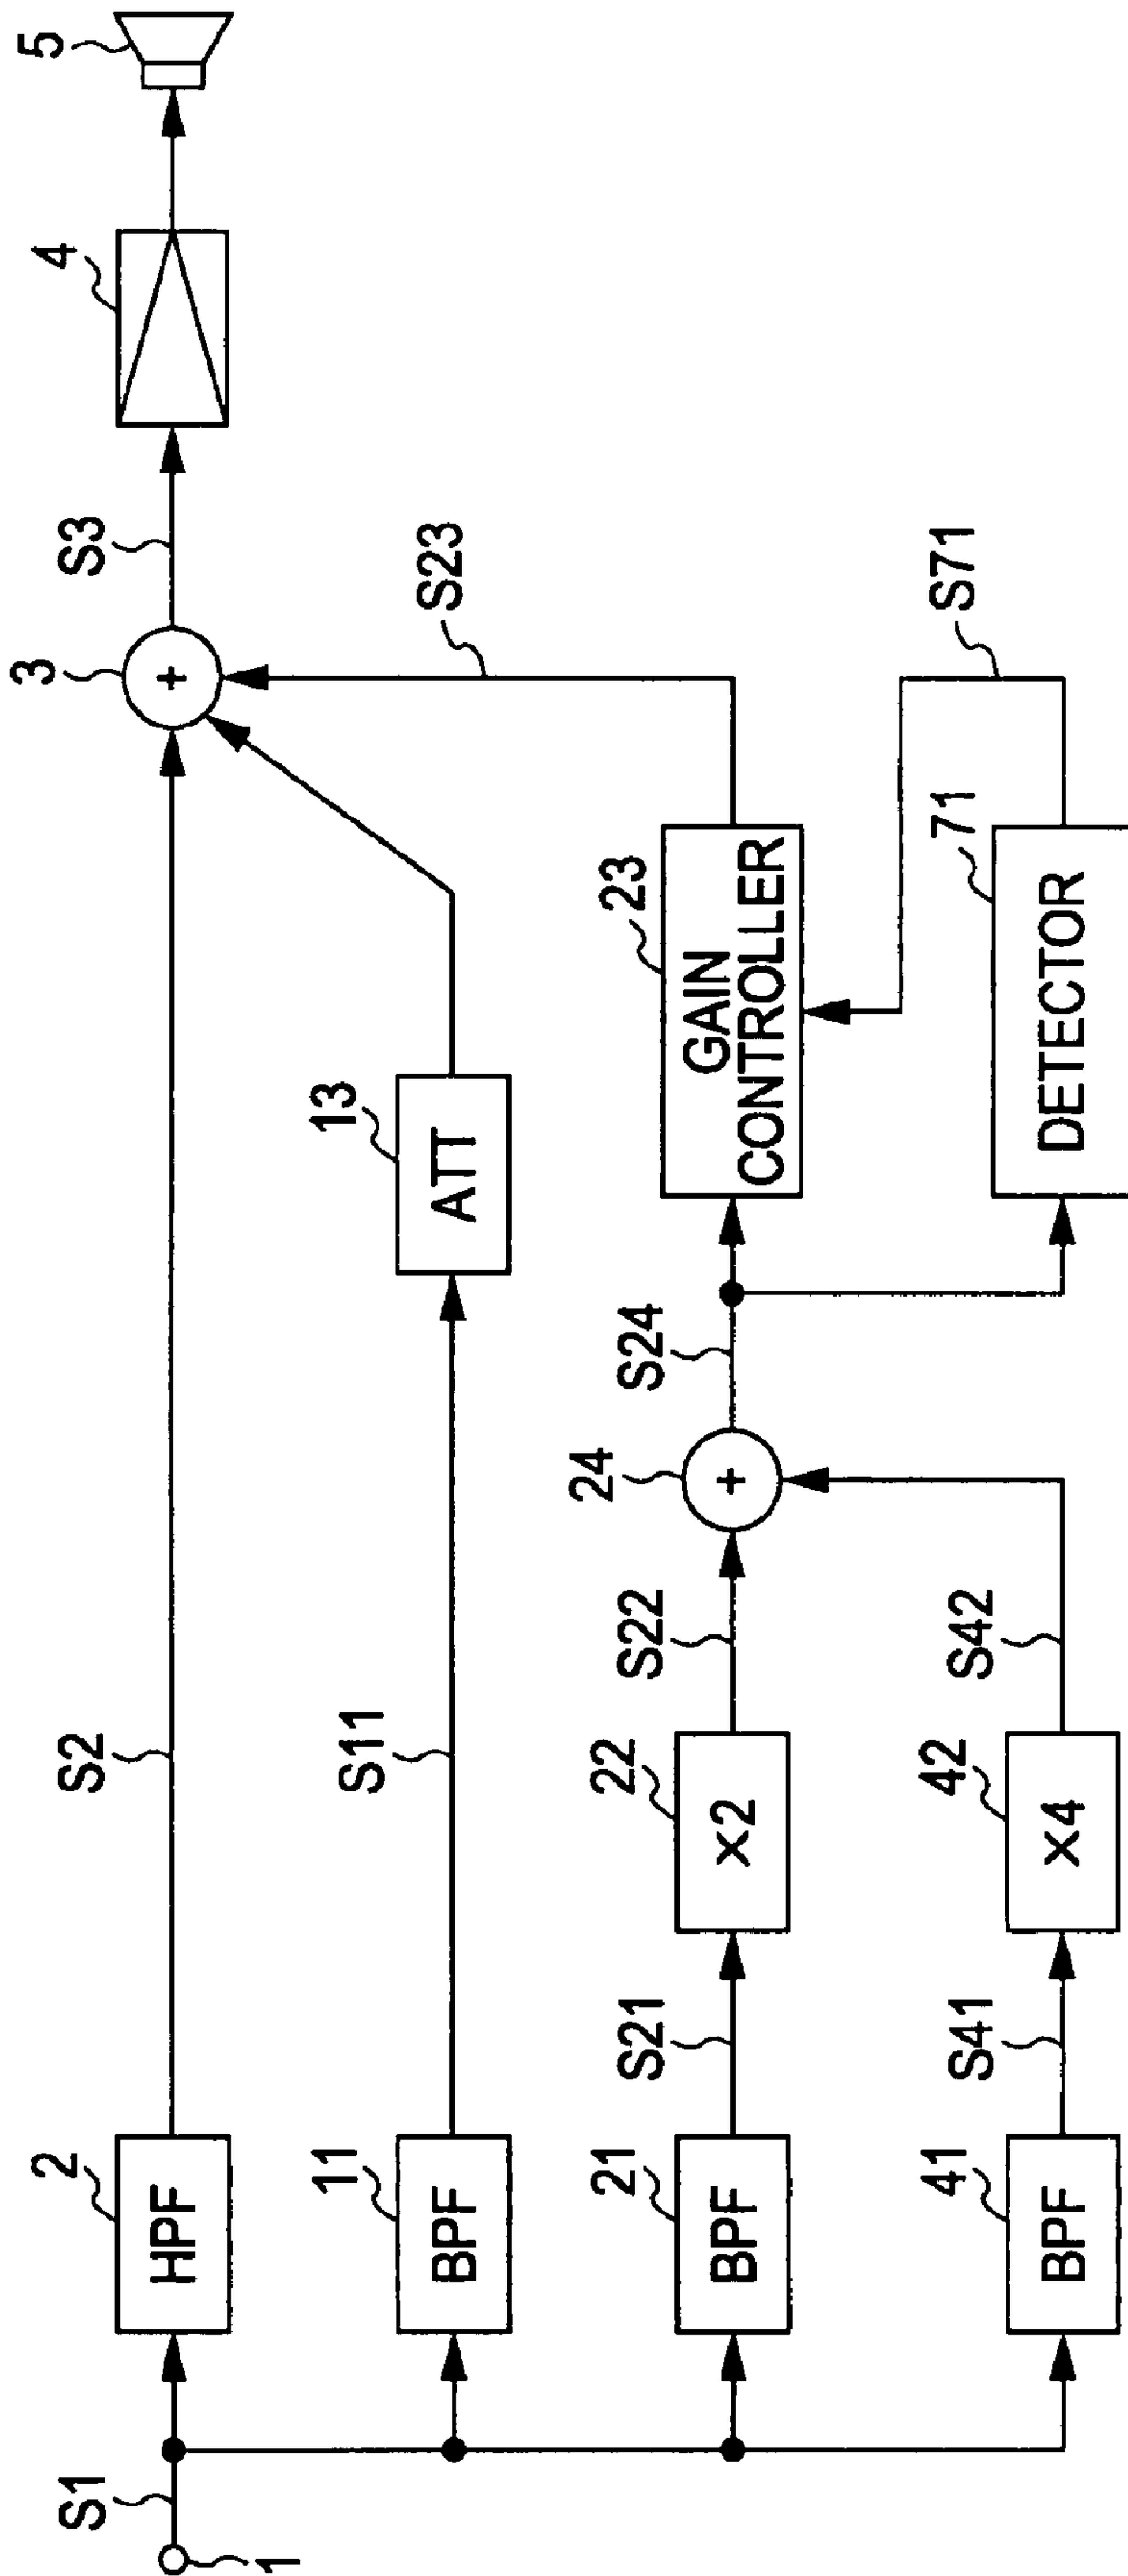 S1
1
2
HPF
S2
3
+
S3
4
5
11
BPF
S11
13
ATT
S23
21
BPF
S21
22
×2
S22
24
+
S24
23
GAIN
CONTROLLER
41
BPF
S41
42
×4
S42
71
DETECTOR
S71